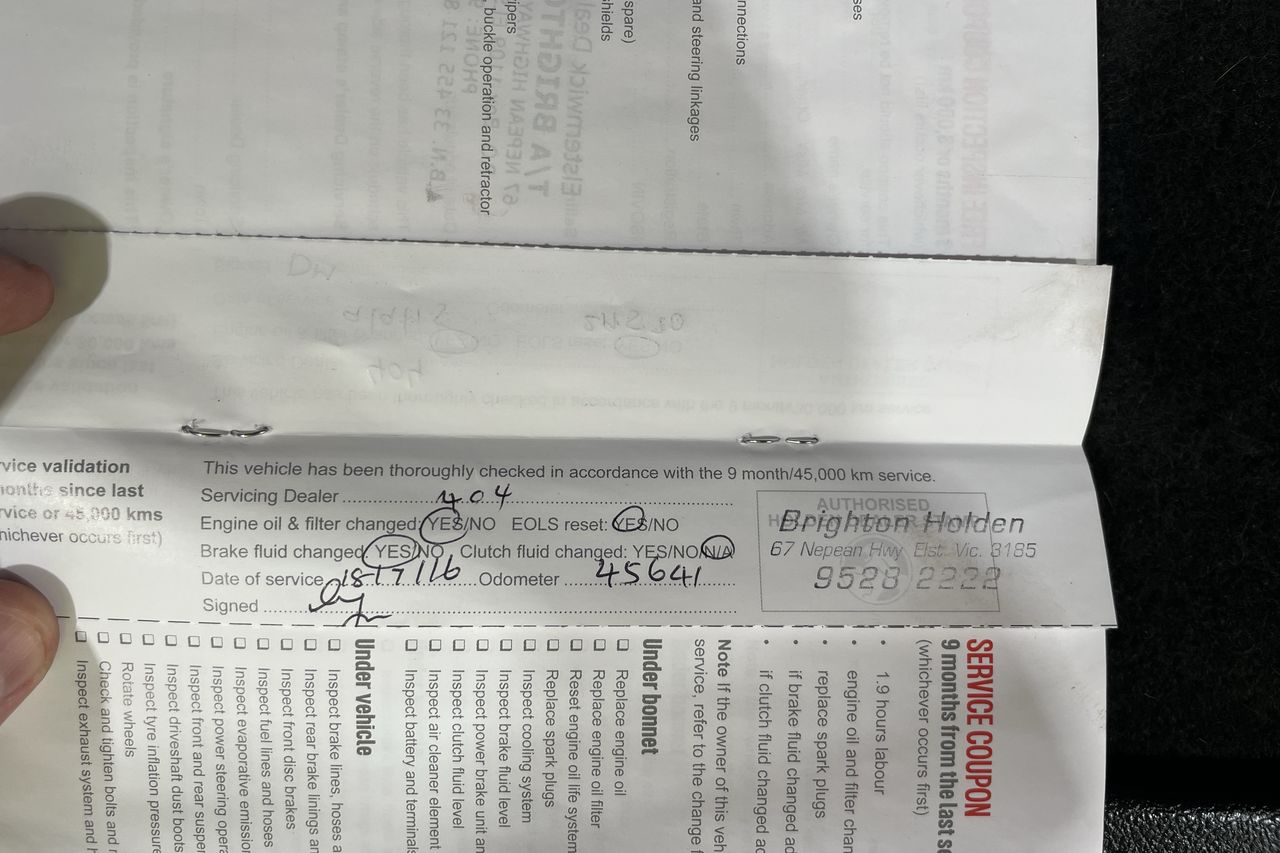 ses
nnections
and steering linkages
spare)
shields
ipers
buckle operation and retractor
rvice validation
months since last
rvice or 45,000 kms
hichever occurs first)
This vehicle has been thoroughly checked in accordance with the 9 month/45,000 km service.
Servicing Dealer 404
Engine oil & filter changed: YES/NO EOLS reset: YES/NO
Brake fluid changed: YES/NO Clutch fluid changed: YES/NO/N/A
Date of service 18/7/16 Odometer 45641
Signed
AUTHORISED
Brighton Holden
67 Nepean Hwy Elst. Vic. 3185
9528 2222
SERVICE COUPON
9 months from the last se
(whichever occurs first)
• 1.9 hours labour
• engine oil and filter chan
• replace spark plugs
• if brake fluid changed ad
• if clutch fluid changed ad
Note If the owner of this veh
service, refer to the change f
Under bonnet
Replace engine oil
Replace engine oil filter
Reset engine oil life system
Replace spark plugs
Inspect cooling system
Inspect brake fluid level
Inspect power brake unit an
Inspect clutch fluid level
Inspect air cleaner element
Inspect battery and terminals
Under vehicle
Inspect brake lines, hoses a
Inspect rear brake linings an
Inspect front disc brakes
Inspect fuel lines and hoses
Inspect evaporative emission
Inspect power steering opera
Inspect front and rear suspen
Inspect driveshaft dust boots
Inspect tyre inflation pressure
Rotate wheels
Check and tighten bolts and n
Inspect exhaust system and h